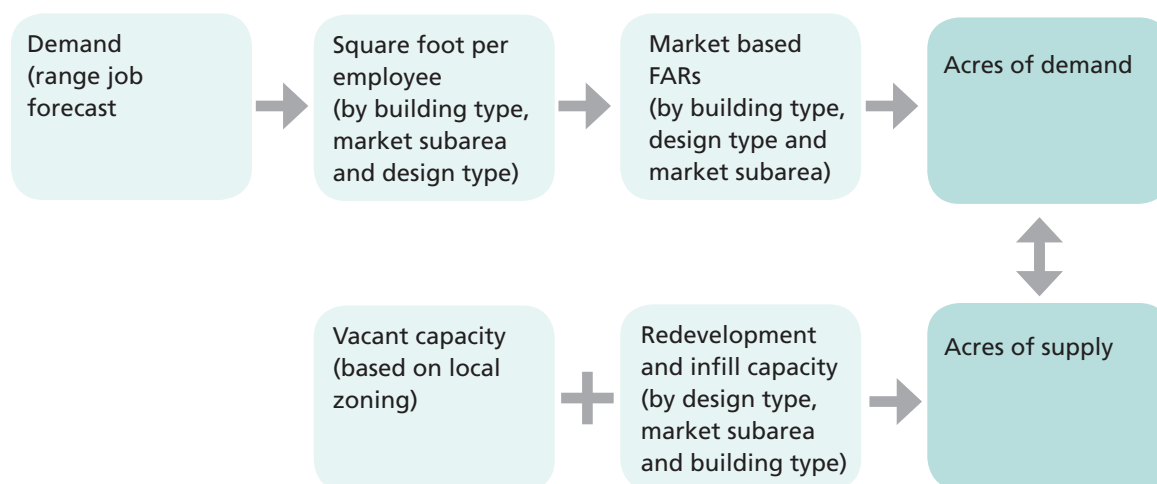 Demand
(range job
forecast
Square foot per
employee
(by building type,
market subarea
and design type)
Market based
FARs
(by building type,
design type and
market subarea)
Acres of demand
Vacant capacity
(based on local
zoning)
Redevelopment
and infill capacity
(by design type,
market subarea
and building type)
Acres of supply